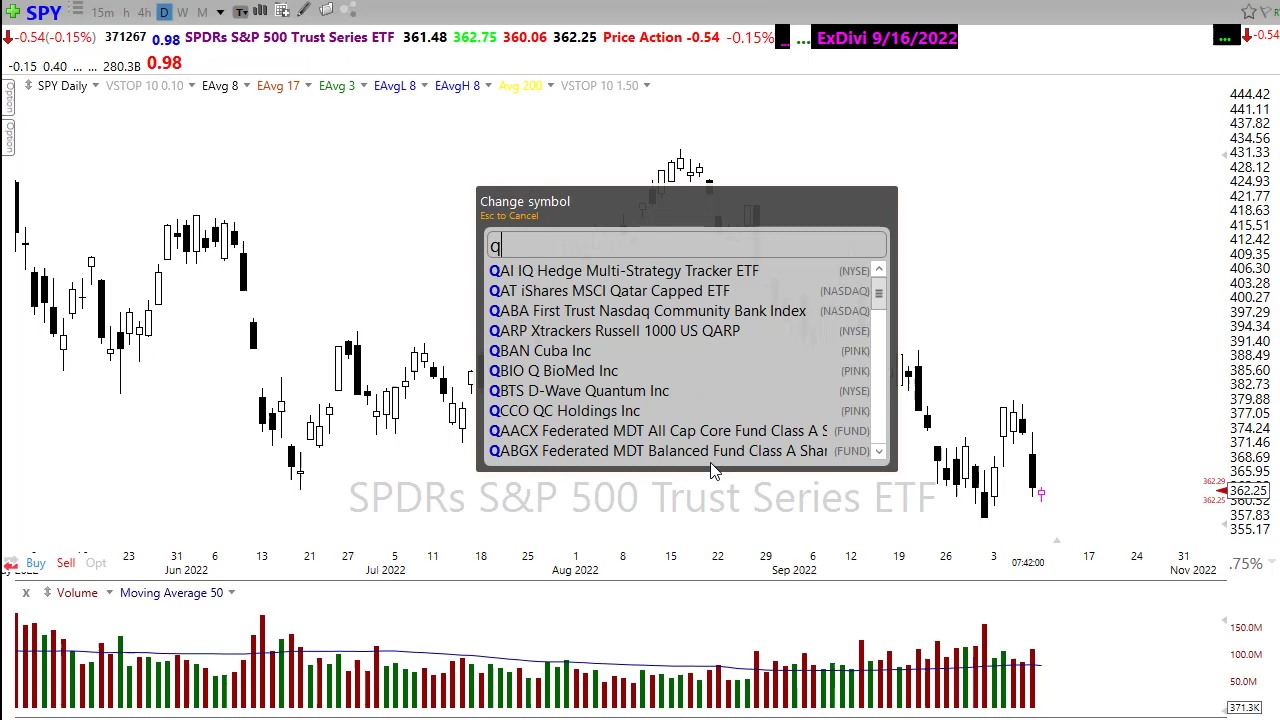 SPY 15m h 4h D W M T
-0.54(-0.15%) 371267 0.98 SPDRs S&P 500 Trust Series ETF 361.48 362.75 360.06 362.25 Price Action -0.54 -0.15% ... ... ExDivi 9/16/2022 ... -0.54
-0.15 0.40 ... ... 280.3B 0.98
SPY Daily VSTOP 10 0.10 EAvg 8 EAvg 17 EAvg 3 EAvgL 8 EAvgH 8 Avg 200 VSTOP 10 1.50
Option
Option
444.42
441.11
437.82
434.56
431.33
428.12
424.93
421.77
418.63
415.51
412.42
409.35
406.30
403.28
400.27
397.29
394.34
391.40
388.49
385.60
382.73
379.88
377.05
374.24
371.46
368.69
365.95
362.29
362.25
362.25
360.52
357.83
355.17
Change symbol
Esc to Cancel
q
QAI IQ Hedge Multi-Strategy Tracker ETF (NYSE)
QAT iShares MSCI Qatar Capped ETF (NASDAQ)
QABA First Trust Nasdaq Community Bank Index (NASDAQ)
QARP Xtrackers Russell 1000 US QARP (NYSE)
QBAN Cuba Inc (PINK)
QBIO Q BioMed Inc (PINK)
QBTS D-Wave Quantum Inc (NYSE)
QCCO QC Holdings Inc (PINK)
QAACX Federated MDT All Cap Core Fund Class A S (FUND)
QABGX Federated MDT Balanced Fund Class A Shar (FUND)
SPDRs S&P 500 Trust Series ETF
23 31 6 13 21 27 5 11 18 25 1 8 15 22 29 6 12 19 26 3 17 24 31
Buy Sell Opt 07:42:00 .75%
2022 Jun 2022 Jul 2022 Aug 2022 Sep 2022 Nov 2022
x Volume Moving Average 50
150.0M
100.0M
50.0M
371.3K